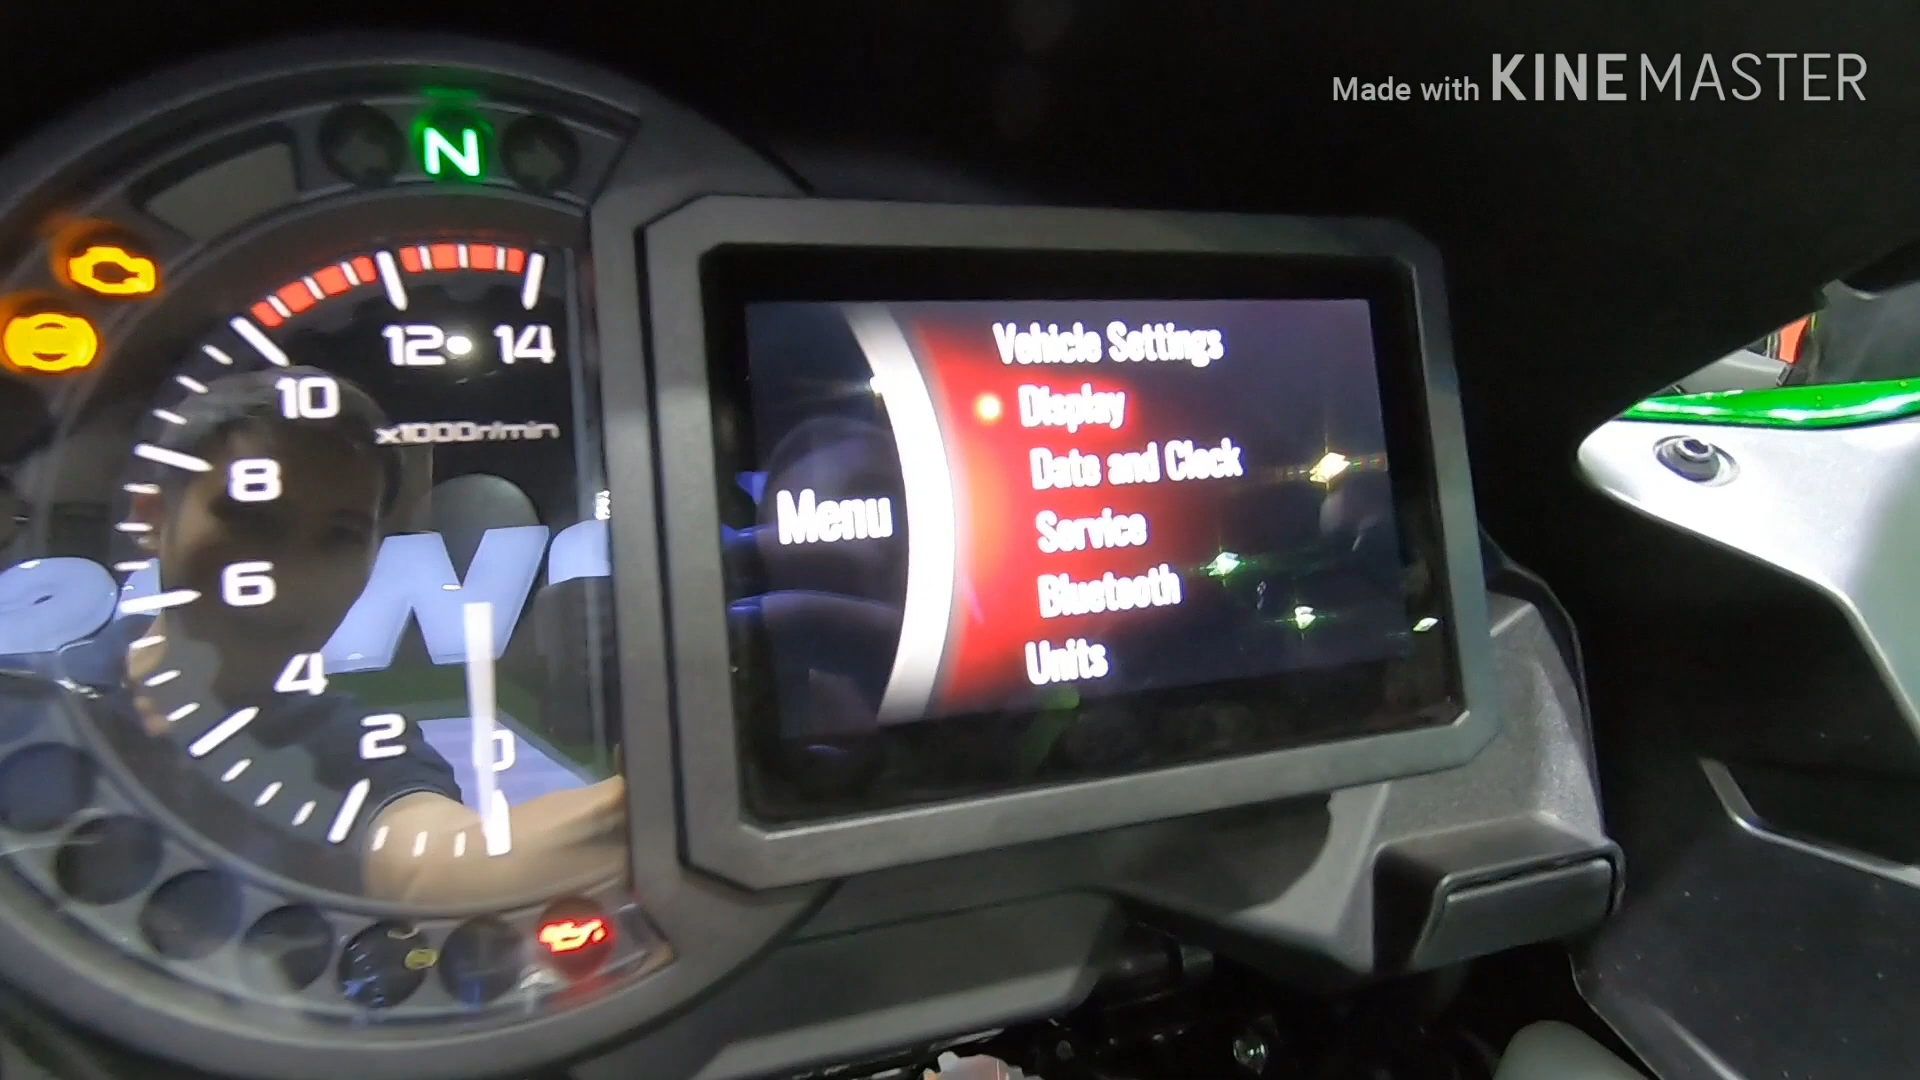 Made with KINEMASTER
N
12 14
10
x1000r/min
8
6
4
2
0
Menu
Vehicle Settings
Display
Date and Clock
Service
Bluetooth
Units